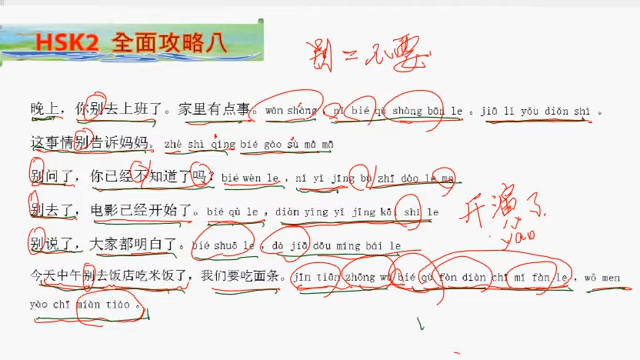 HSK2 全面攻略八
别=不要
晚上，你别去上班了。家里有点事。wǎn shàng，nǐ bié qù shàng bān le。jiā lǐ yǒu diǎn shì。
这事情别告诉妈妈。zhè shì qíng bié gào sù mā mā
别问了，你已经不知道了吗？bié wèn le，nǐ yǐ jīng bù zhī dào le ma
别去了，电影已经开始了。bié qù le，diàn yǐng yǐ jīng kāi shǐ le
开演了
yǎn
别说了，大家都明白了。bié shuō le，dà jiā dōu míng bái le
今天中午别去饭店吃米饭了，我们要吃面条。jīn tiān zhōng wǔ bié qù fàn diàn chī mǐ fàn le，wǒ men
yào chī miàn tiáo。